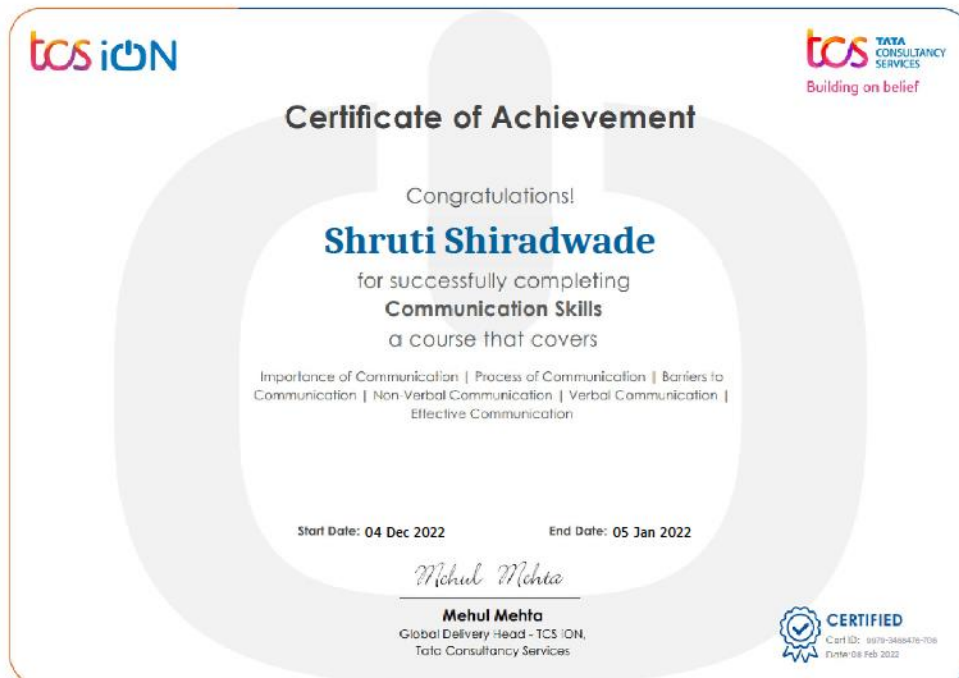 tcs iON
tcs TATA
CONSULTANCY
SERVICES
Building on belief
Certificate of Achievement
Congratulations!
Shruti Shiradwade
for successfully completing
Communication Skills
a course that covers
Importance of Communication | Process of Communication | Barriers to
Communication | Non-Verbal Communication | Verbal Communication |
Effective Communication
Start Date: 04 Dec 2022 End Date: 05 Jan 2022
Mehul Mehta
Mehul Mehta
Global Delivery Head - TCS iON,
Tata Consultancy Services
CERTIFIED
Cert ID:
Date: 08 Feb 2022